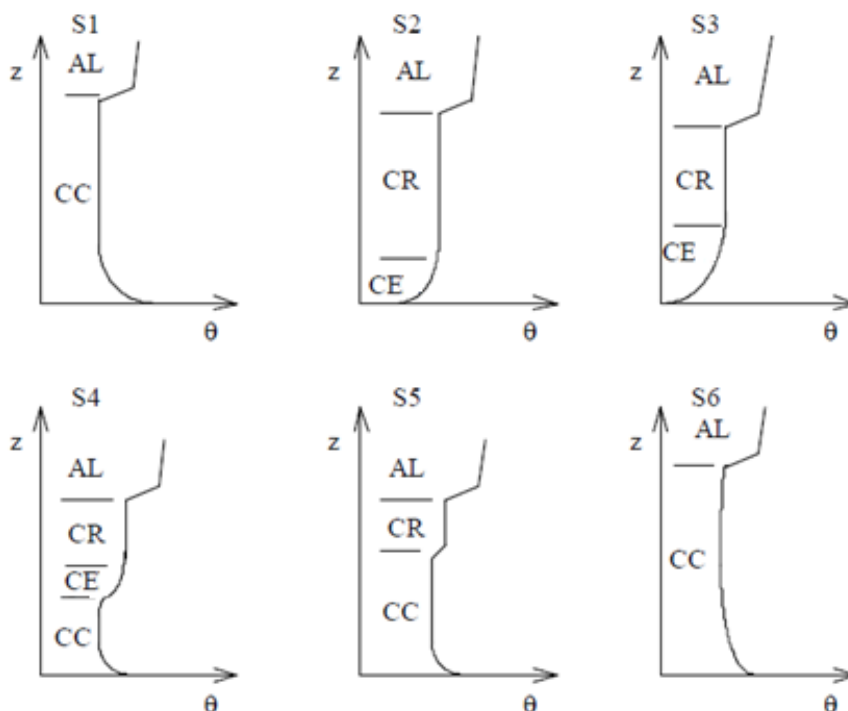 S1 S2 S3
z AL z AL z AL
CC CR CR
CE CE
θ θ θ
S4 S5 S6
z AL z AL z AL
CR CR
CE CC CC
CC
θ θ θ